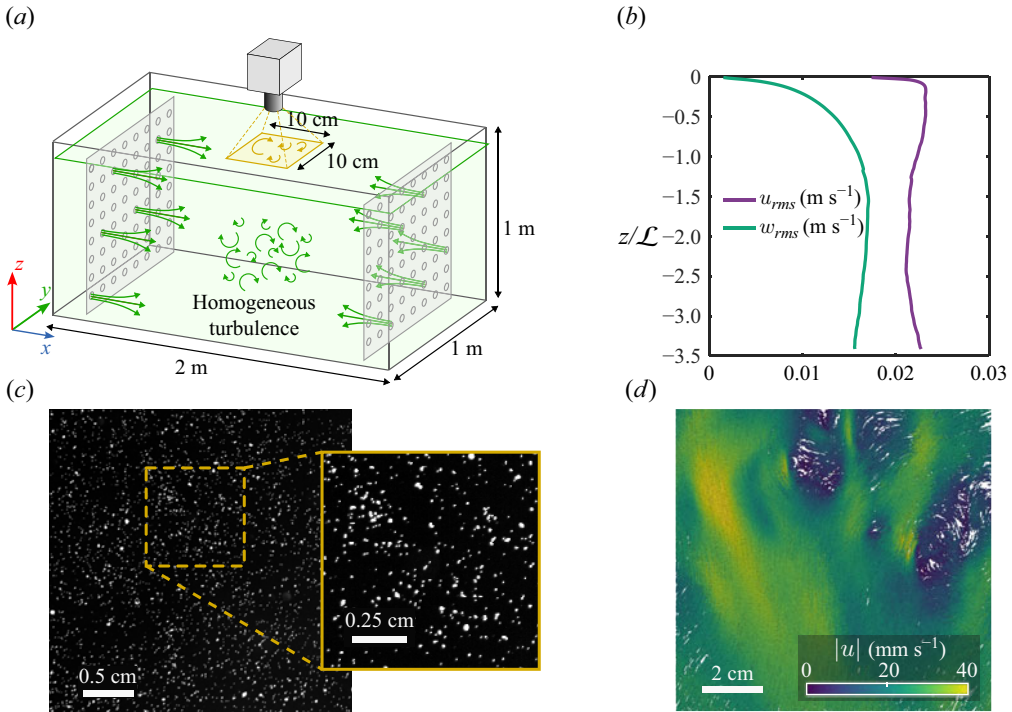 (a)
10 cm
10 cm
1 m
Homogeneous
turbulence
z
y
x
2 m
1 m
(b)
0
−0.5
−1.0
−1.5
−2.0
−2.5
−3.0
−3.5
z/𝓛
u_rms (m s⁻¹)
w_rms (m s⁻¹)
0 0.01 0.02 0.03
(c)
0.5 cm
0.25 cm
(d)
|u| (mm s⁻¹)
0 20 40
2 cm